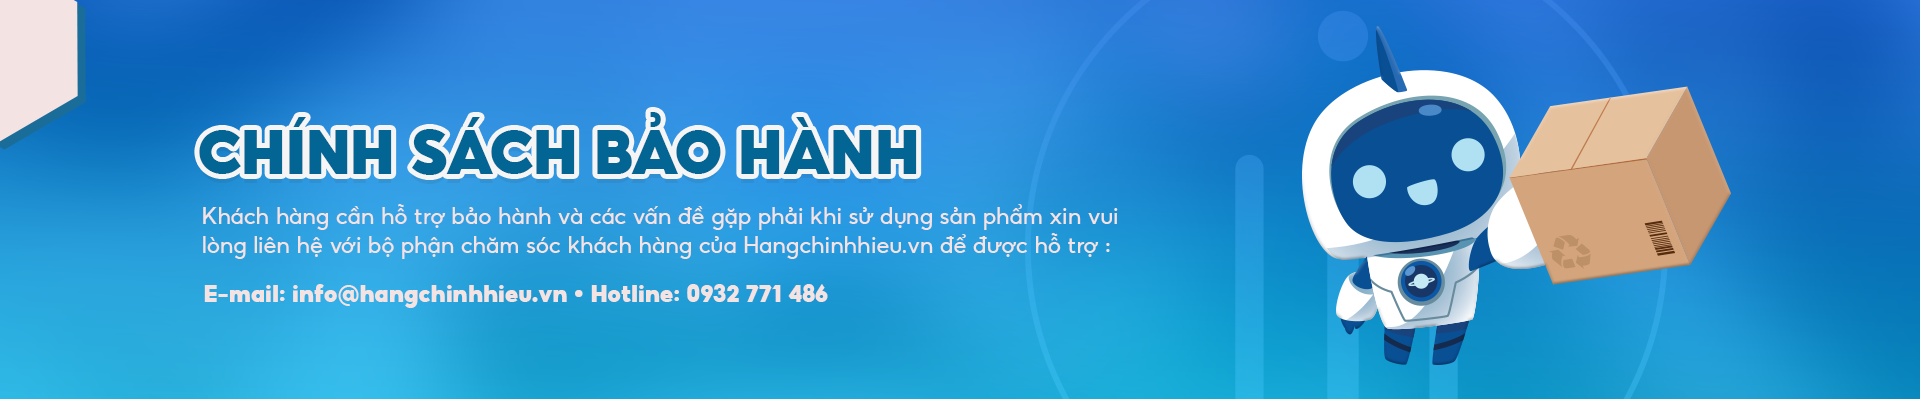 CHÍNH SÁCH BẢO HÀNH
Khách hàng cần hỗ trợ bảo hành và các vấn đề gặp phải khi sử dụng sản phẩm xin vui
lòng liên hệ với bộ phận chăm sóc khách hàng của Hangchinhhieu.vn để được hỗ trợ :
E-mail: info@hangchinhhieu.vn • Hotline: 0932 771 486